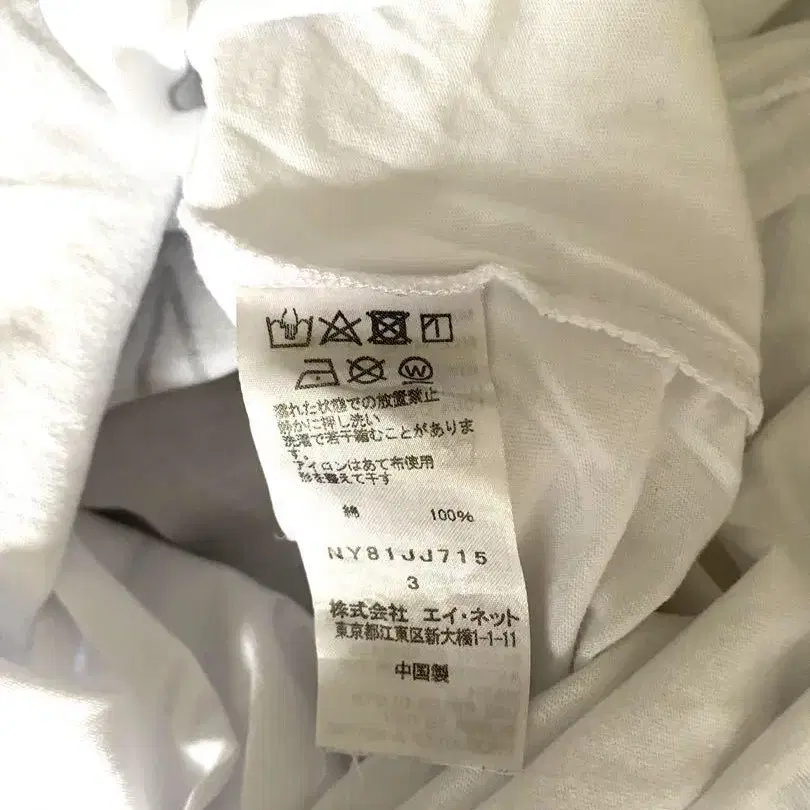 W
濡れた状態での放置禁止
静かに押し洗い
洗濯で若干縮むことがありま
す。
アイロンはあて布使用
形を整えて干す
綿 100%
NY81JJ715
3
株式会社 エイ・ネット
東京都江東区新大橋1-1-11
中国製